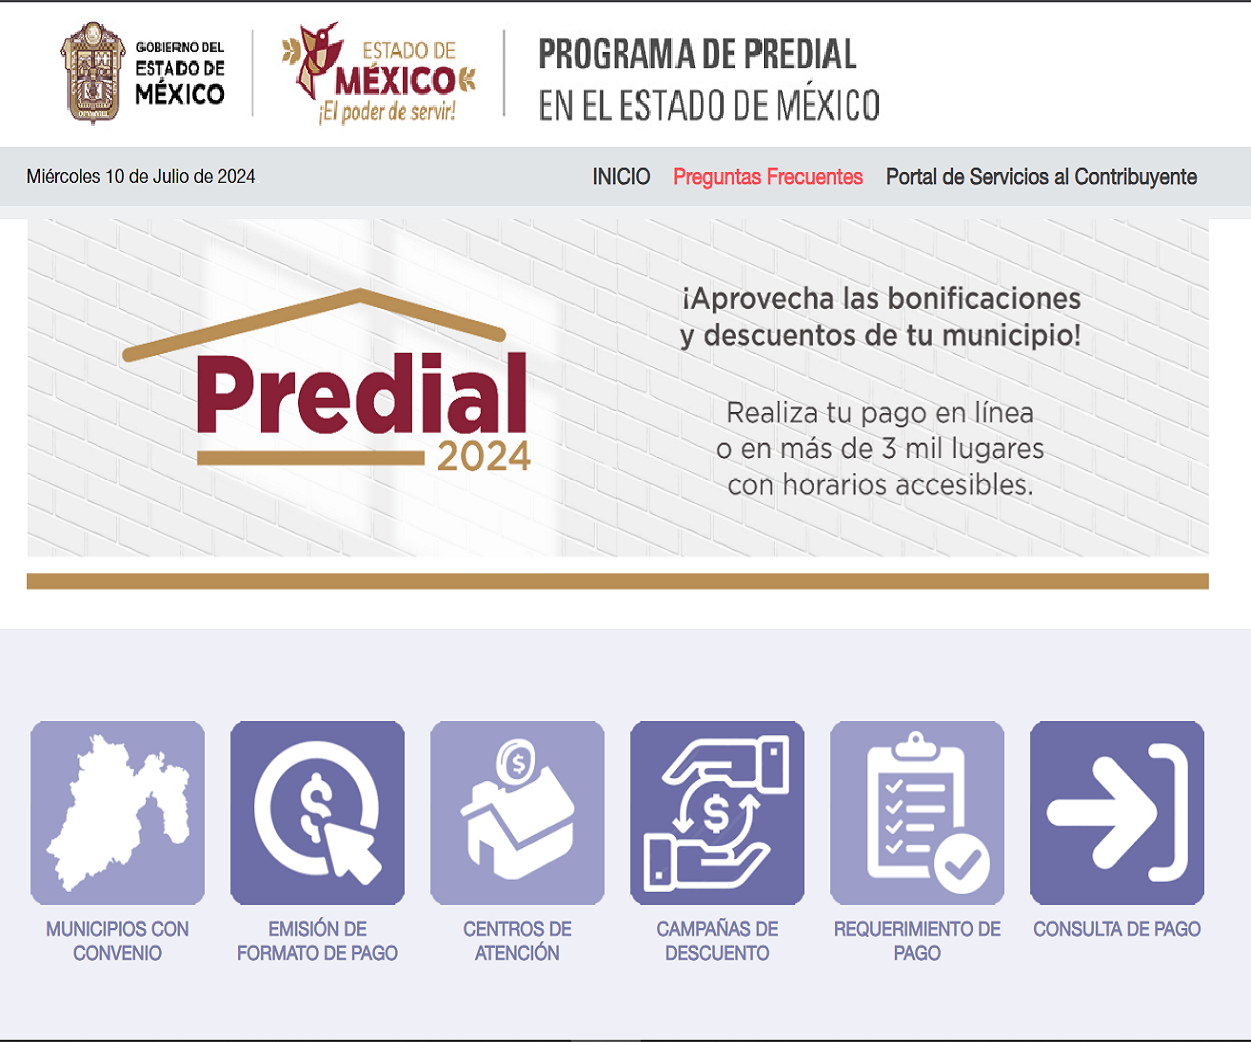 GOBIERNO DEL
ESTADO DE
MÉXICO
ESTADO DE
MÉXICO
¡El poder de servir!
PROGRAMA DE PREDIAL
EN EL ESTADO DE MÉXICO
Miércoles 10 de Julio de 2024
INICIO Preguntas Frecuentes Portal de Servicios al Contribuyente
Predial
2024
¡Aprovecha las bonificaciones
y descuentos de tu municipio!
Realiza tu pago en línea
o en más de 3 mil lugares
con horarios accesibles.
MUNICIPIOS CON
CONVENIO
EMISIÓN DE
FORMATO DE PAGO
CENTROS DE
ATENCIÓN
CAMPAÑAS DE
DESCUENTO
REQUERIMIENTO DE
PAGO
CONSULTA DE PAGO